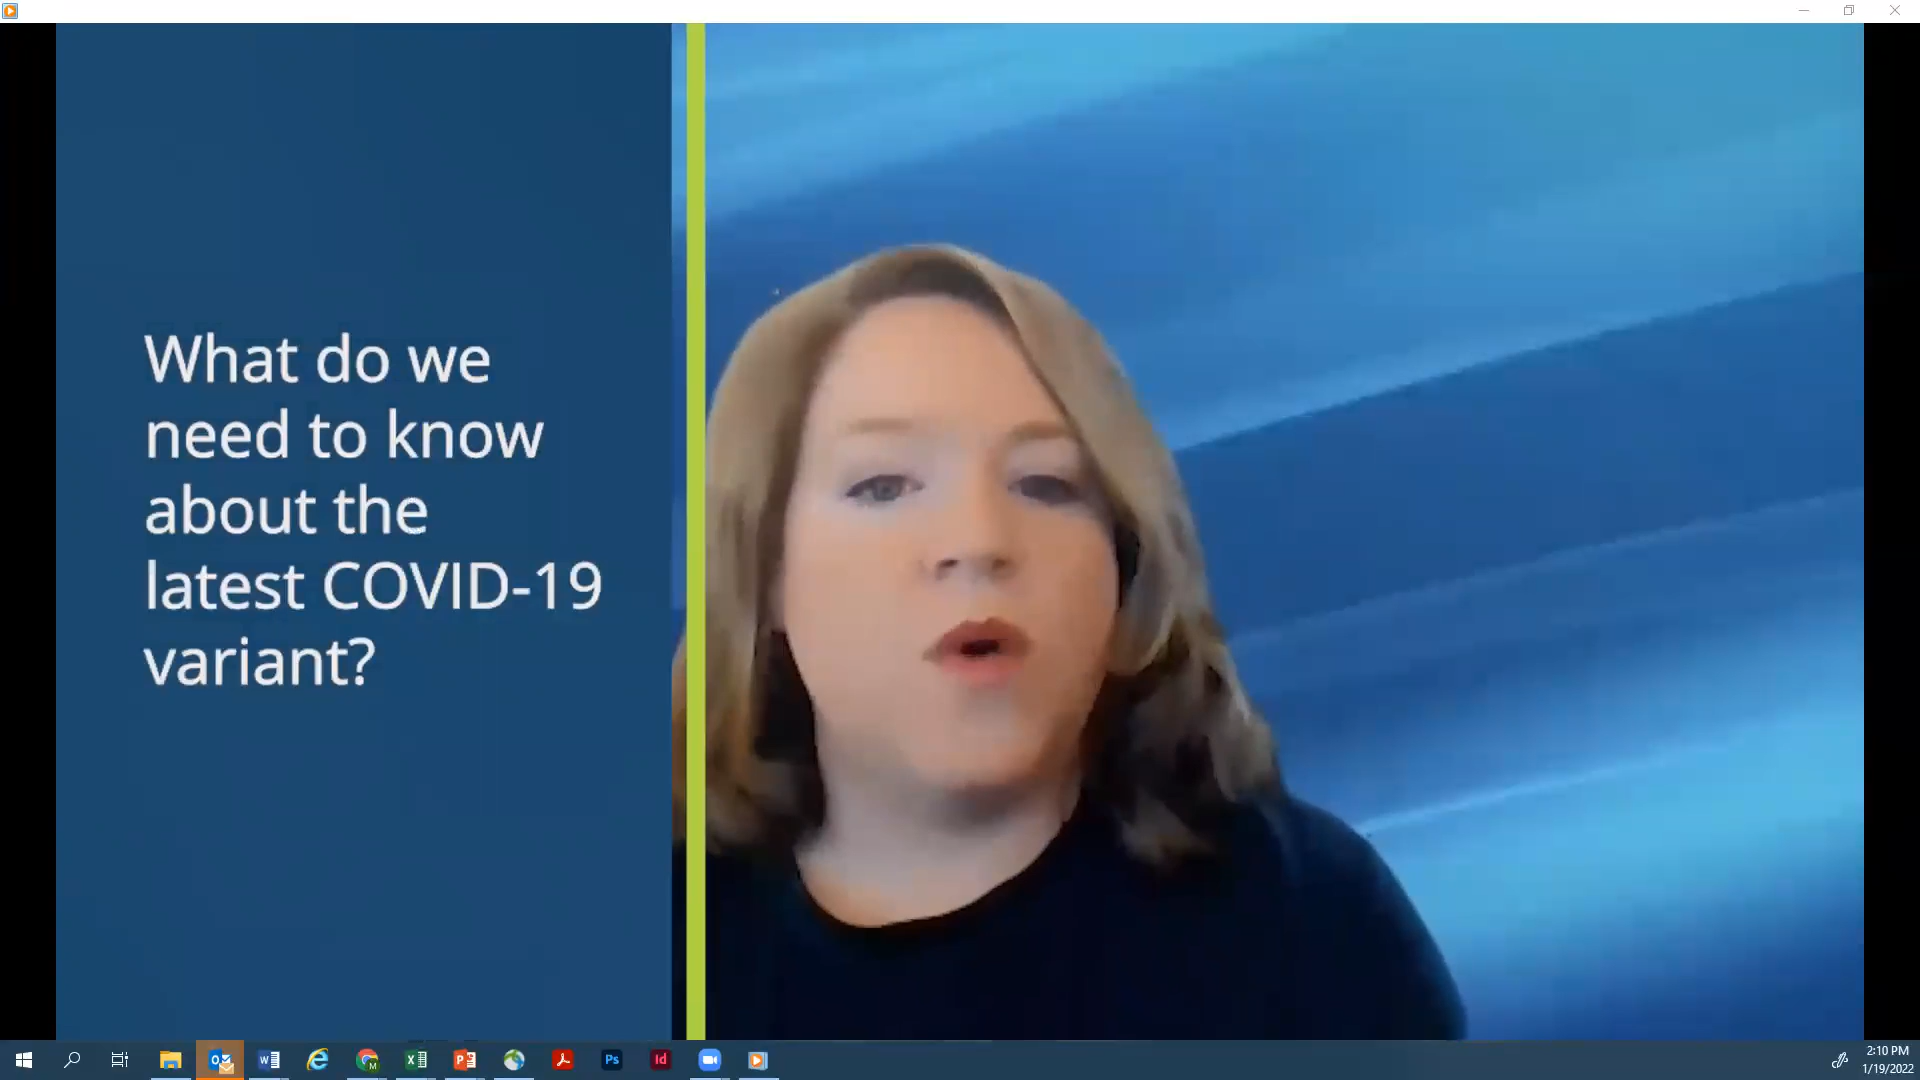 What do we
need to know
about the
latest COVID-19
variant?
2:10 PM
1/19/2022